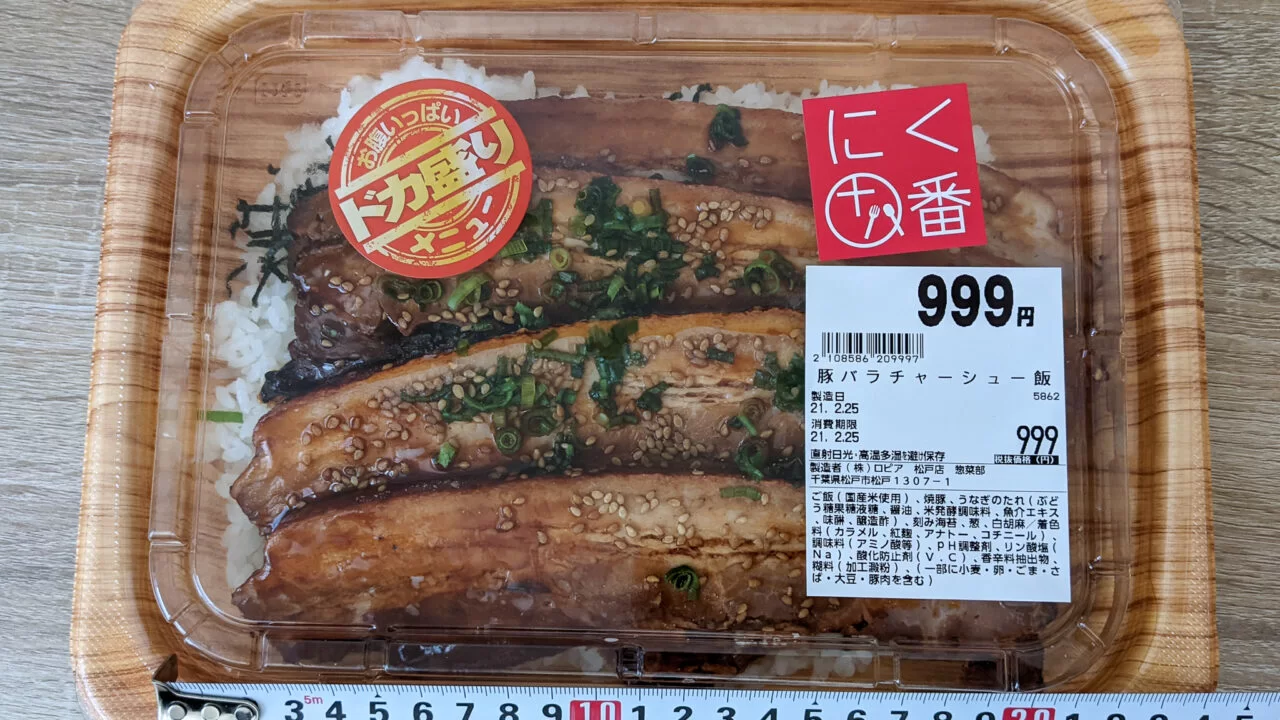 お腹いっぱい
ドカ盛り
メニュー
にく
十八番
999円
2 108586 209997
豚バラチャーシュー飯
製造日 5862
21. 2.25
消費期限
21. 2.25
999
税抜価格(円)
直射日光・高温多湿を避け保存
製造者(株)ロピア 松戸店 惣菜部
千葉県松戸市松戸1307-1
ご飯(国産米使用)、焼豚、うなぎのたれ(ぶど
う糖果糖液糖、醤油、米発酵調味料、魚介エキス
、味醂、醸造酢)、刻み海苔、葱、白胡麻/着色
料(カラメル、紅麹、アナトー、コチニール)、
調味料(アミノ酸等)、PH調整剤、リン酸塩(
Na)、酸化防止剤(V.C)、香辛料抽出物、
糊料(加工澱粉)、(一部に小麦・卵・ごま・さ
ば・大豆・豚肉を含む)
5m
3 4 5 6 7 8 9 10 1 2 3 4 5 6 7 8 9 20 1 2 3 4 5